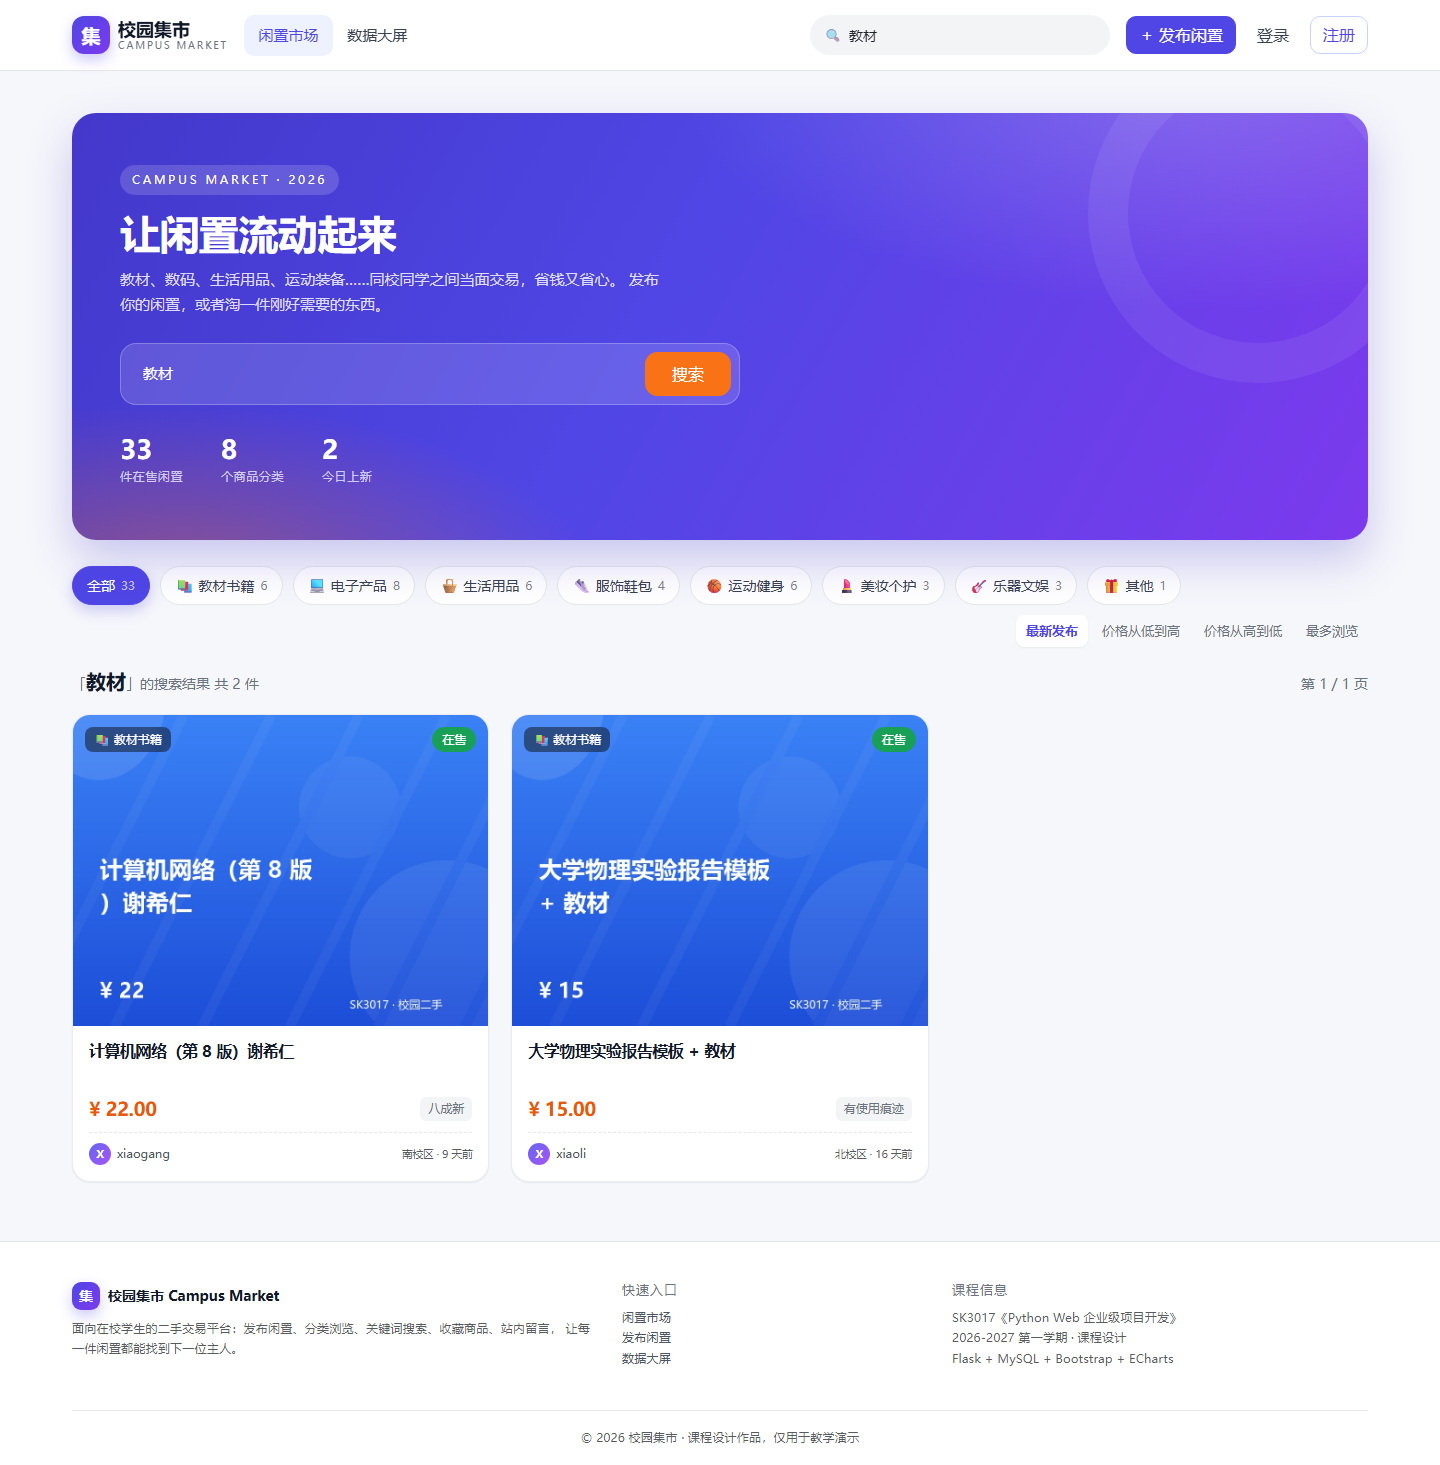 集 校园集市
CAMPUS MARKET
闲置市场 数据大屏
教材
+ 发布闲置 登录 注册
CAMPUS MARKET · 2026
让闲置流动起来
教材、数码、生活用品、运动装备……同校同学之间当面交易，省钱又省心。 发布
你的闲置，或者淘一件刚好需要的东西。
教材 搜索
33 8 2
件在售闲置 个商品分类 今日上新
全部 33 教材书籍 6 电子产品 8 生活用品 6 服饰鞋包 4 运动健身 6 美妆个护 3 乐器文娱 3 其他 1
最新发布 价格从低到高 价格从高到低 最多浏览
「教材」的搜索结果 共 2 件 第 1 / 1 页
教材书籍 在售
计算机网络（第 8 版
）谢希仁
¥ 22
SK3017 · 校园二手
计算机网络（第 8 版）谢希仁
¥ 22.00 八成新
X xiaogang 南校区 · 9 天前
教材书籍 在售
大学物理实验报告模板
+ 教材
¥ 15
SK3017 · 校园二手
大学物理实验报告模板 + 教材
¥ 15.00 有使用痕迹
X xiaoli 北校区 · 16 天前
集 校园集市 Campus Market
面向在校学生的二手交易平台：发布闲置、分类浏览、关键词搜索、收藏商品、站内留言， 让每
一件闲置都能找到下一位主人。
快速入口
闲置市场
发布闲置
数据大屏
课程信息
SK3017《Python Web 企业级项目开发》
2026-2027 第一学期 · 课程设计
Flask + MySQL + Bootstrap + ECharts
© 2026 校园集市 · 课程设计作品，仅用于教学演示